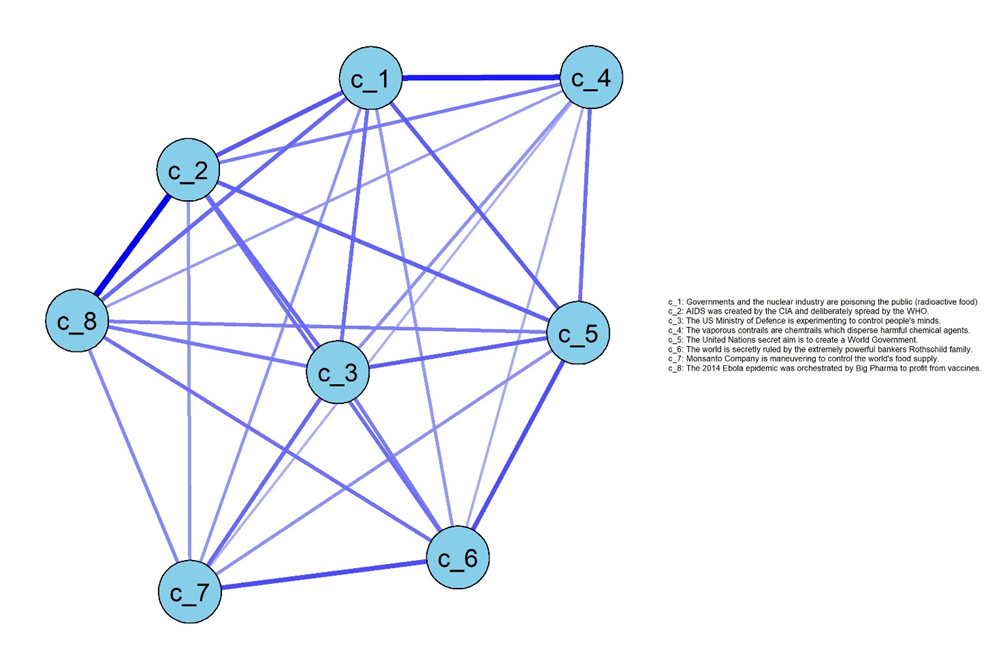 c_1
c_4
c_2
c_8
c_5
c_3
c_6
c_7
c_1: Governments and the nuclear industry are poisoning the public (radioactive food)
c_2: AIDS was created by the CIA and deliberately spread by the WHO.
c_3: The US Ministry of Defence is experimenting to control people's minds.
c_4: The vaporous contrails are chemtrails which disperse harmful chemical agents.
c_5: The United Nations secret aim is to create a World Government.
c_6: The world is secretly ruled by the extremely powerful bankers Rothschild family.
c_7: Monsanto Company is maneuvering to control the world's food supply.
c_8: The 2014 Ebola epidemic was orchestrated by Big Pharma to profit from vaccines.